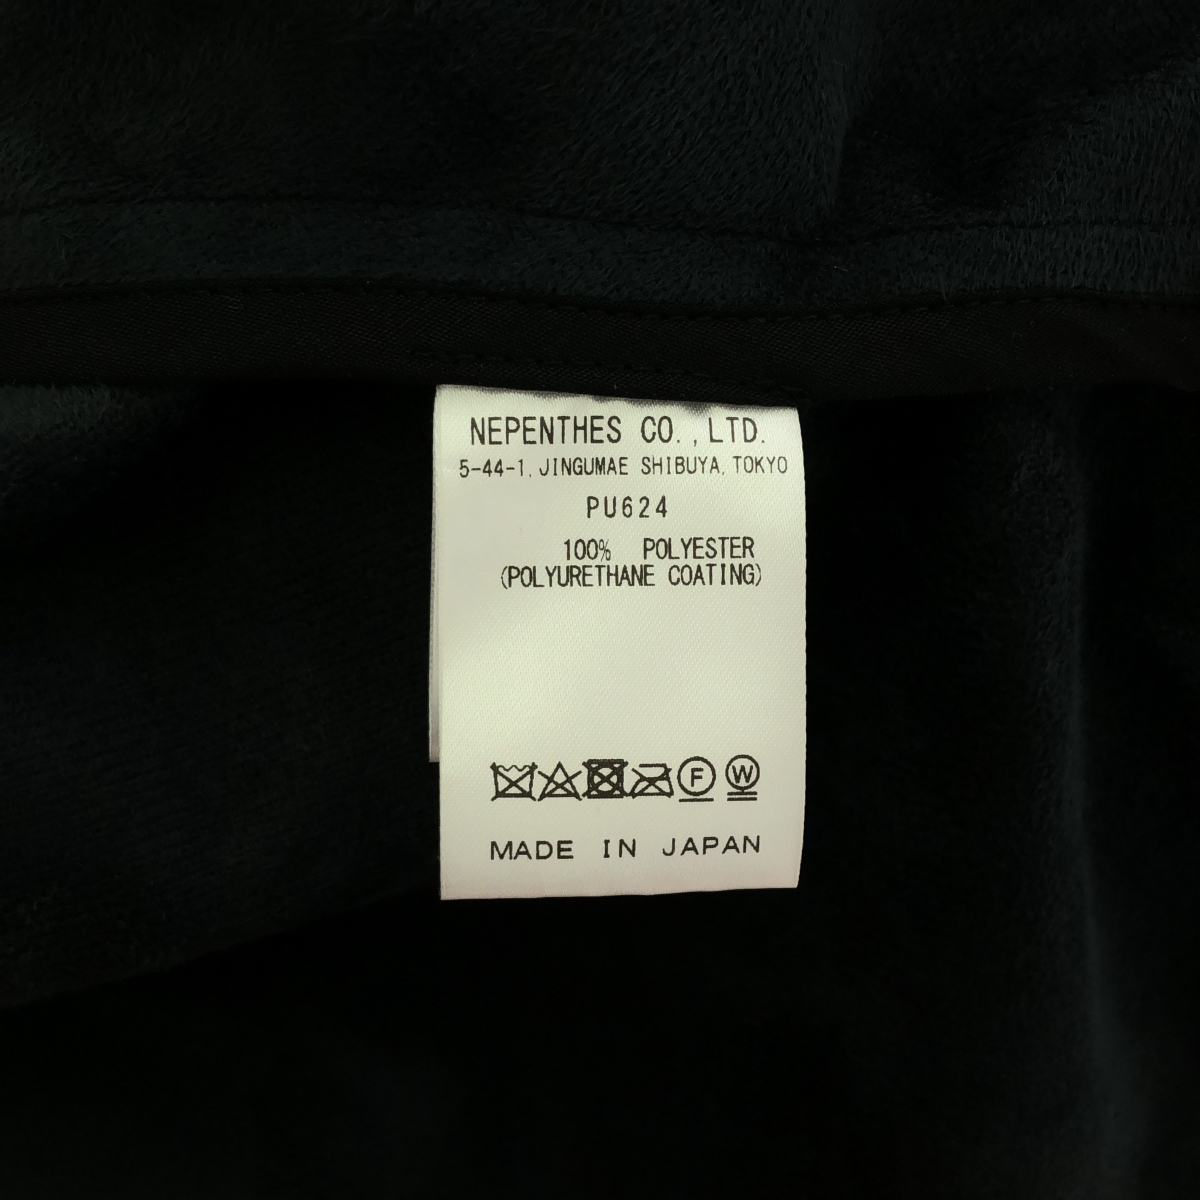 NEPENTHES CO.,LTD.
5-44-1, JINGUMAE SHIBUYA, TOKYO
PU624
100% POLYESTER
(POLYURETHANE COATING)
F W
MADE IN JAPAN